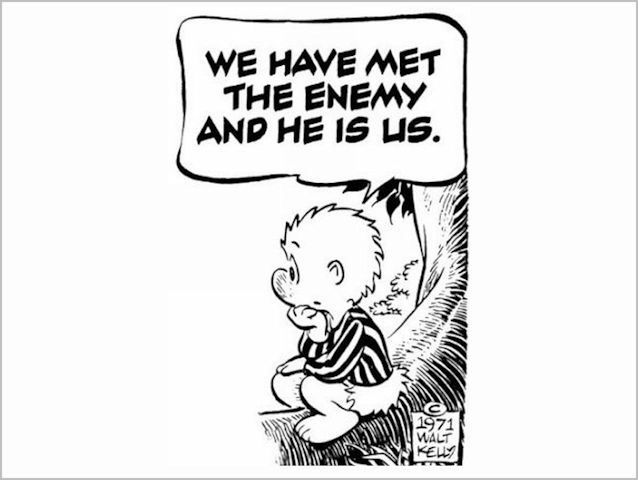 WE HAVE MET
THE ENEMY
AND HE IS US.
©
1971
WALT
KELLY